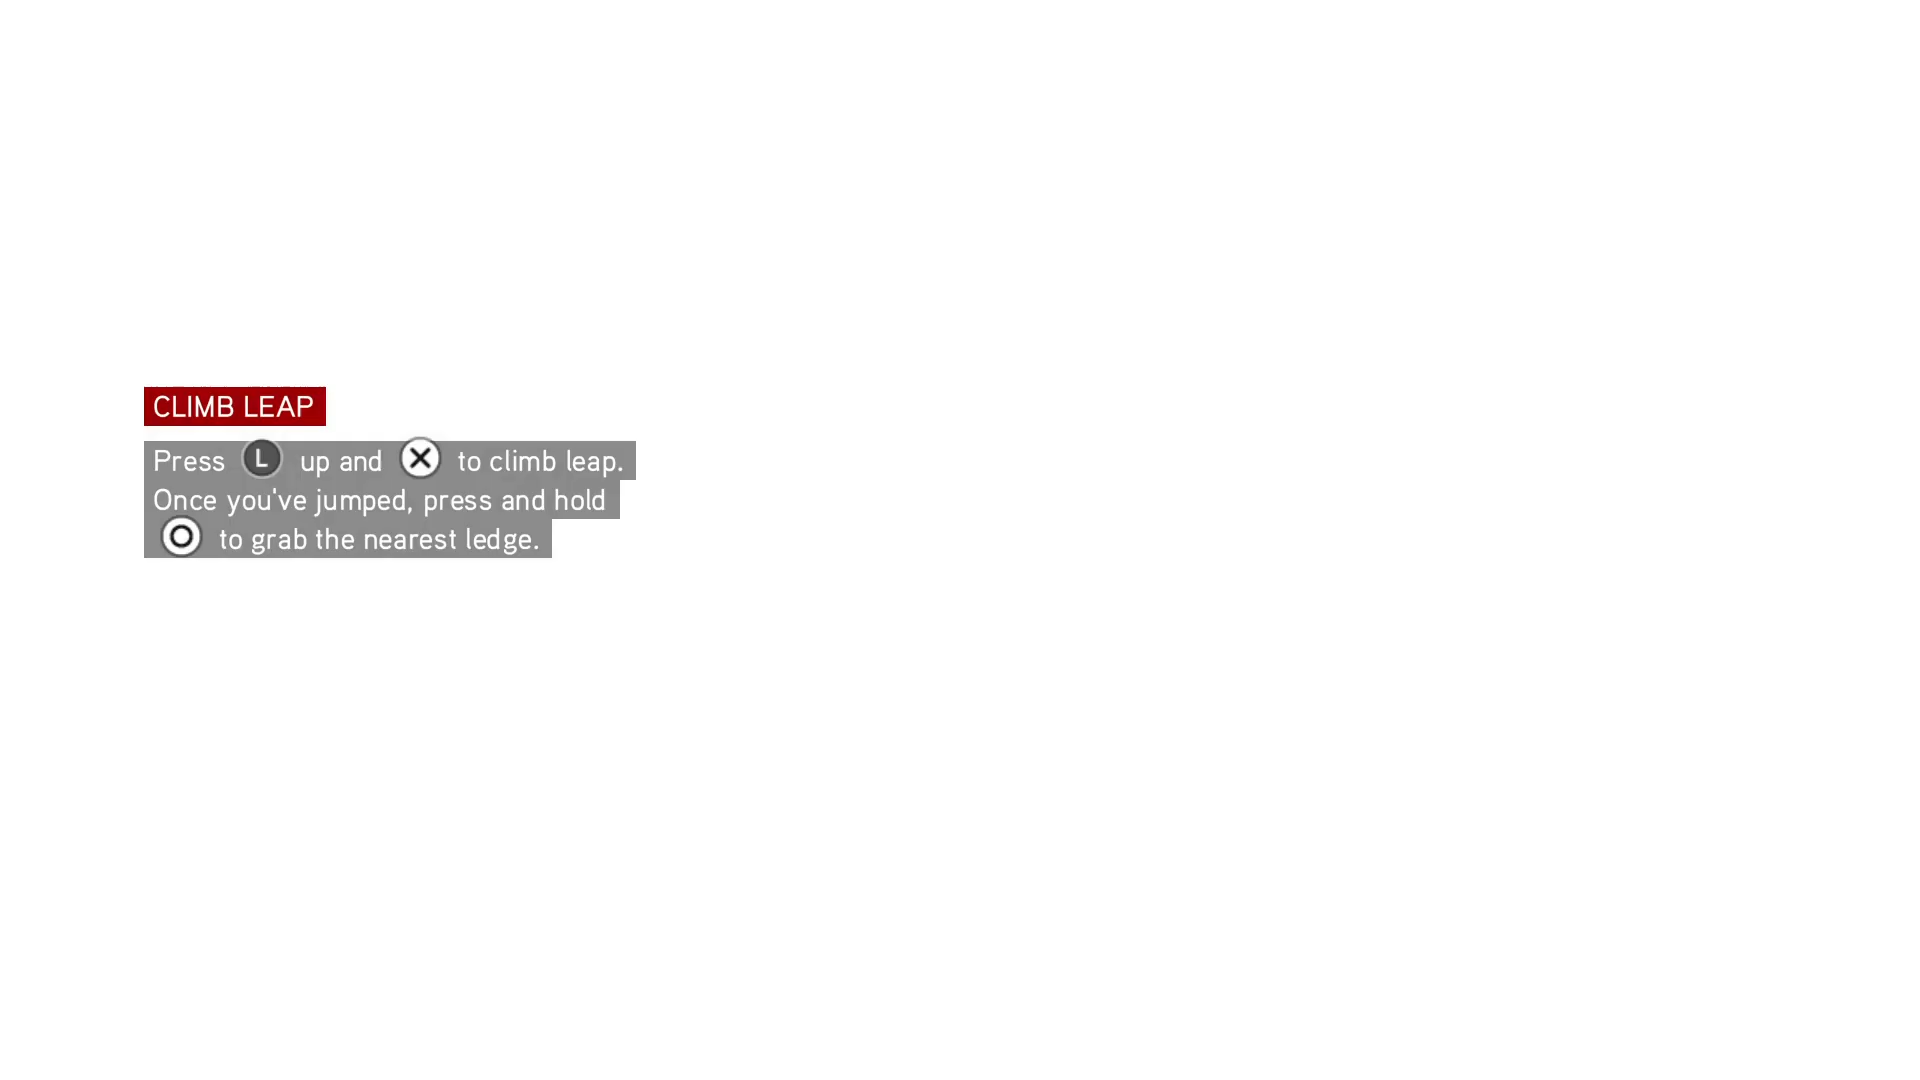 CLIMB LEAP
Press L up and X to climb leap.
Once you've jumped, press and hold
O to grab the nearest ledge.